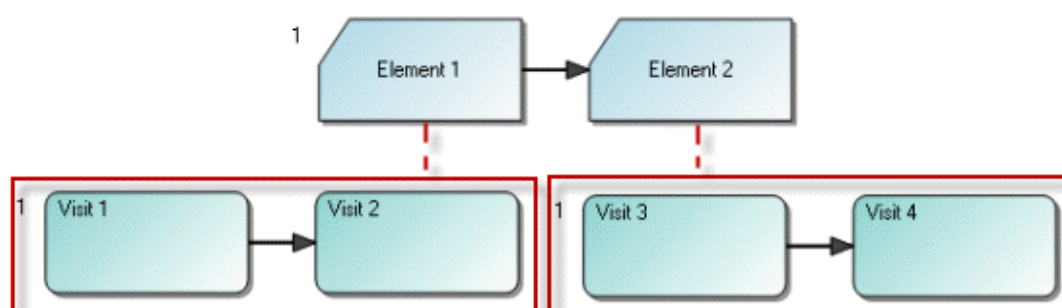 1
Element 1
Element 2
1
Visit 1
Visit 2
1
Visit 3
Visit 4